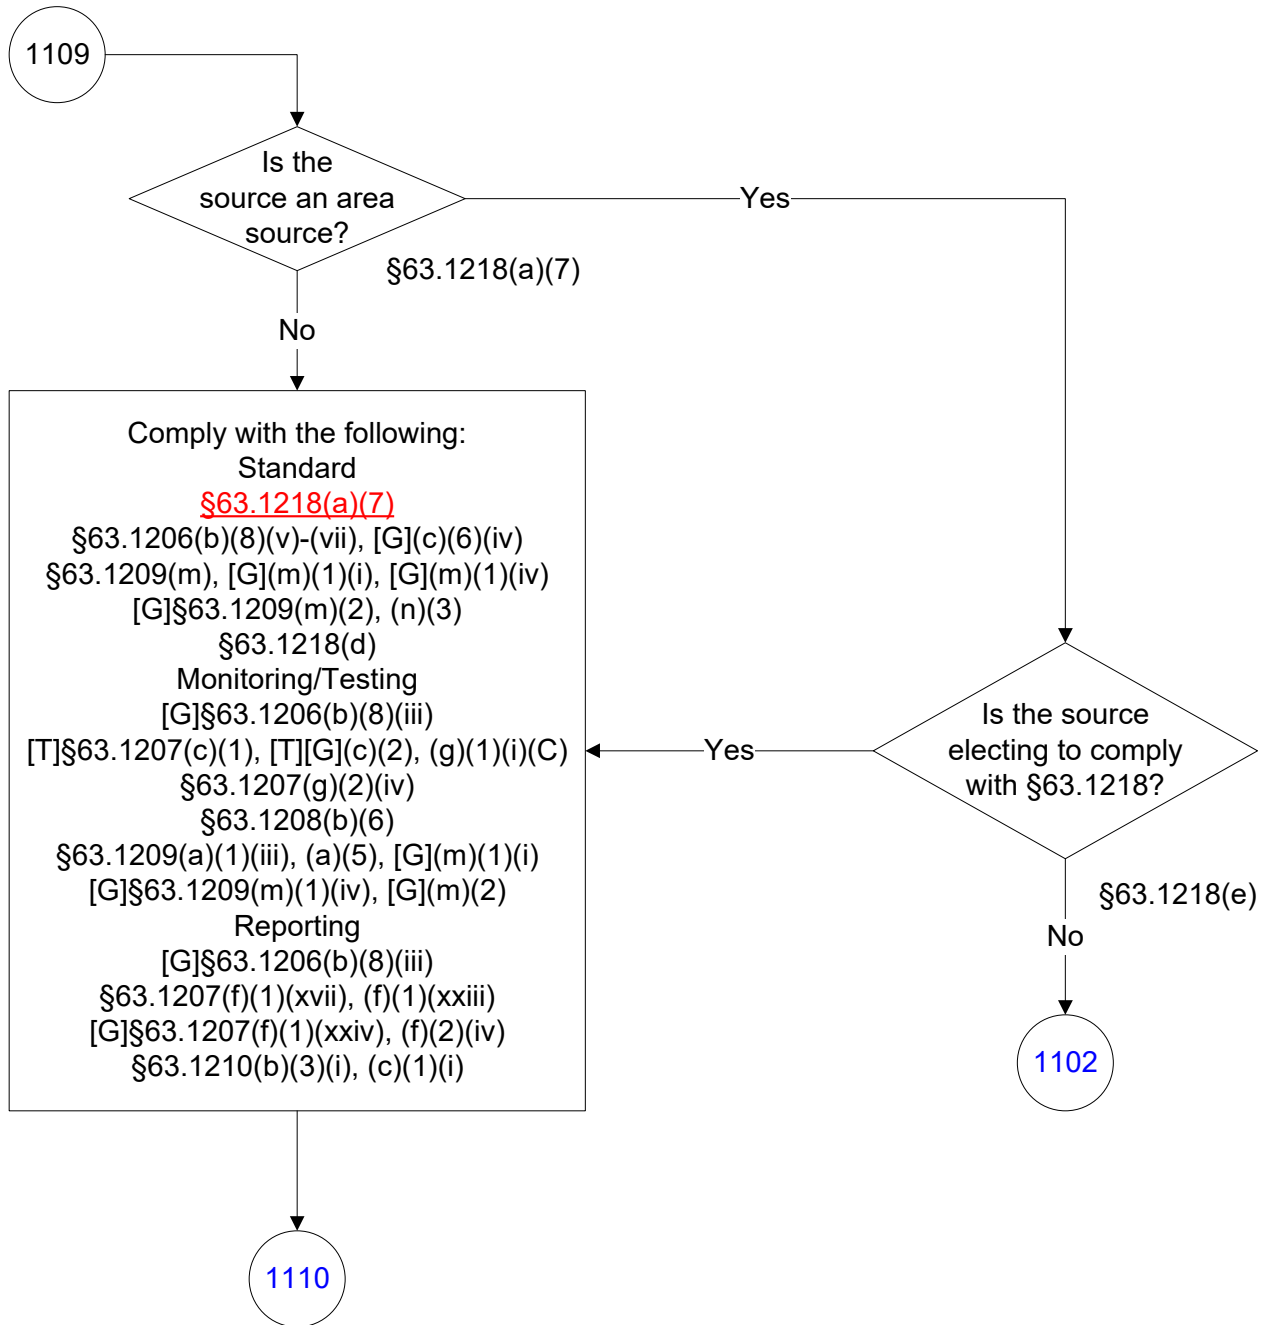 1109
Is the
source an area
source?
Yes
§63.1218(a)(7)
No
Comply with the following:
Standard
§63.1218(a)(7)
§63.1206(b)(8)(v)-(vii), [G](c)(6)(iv)
§63.1209(m), [G](m)(1)(i), [G](m)(1)(iv)
[G]§63.1209(m)(2), (n)(3)
§63.1218(d)
Monitoring/Testing
[G]§63.1206(b)(8)(iii)
[T]§63.1207(c)(1), [T][G](c)(2), (g)(1)(i)(C)
§63.1207(g)(2)(iv)
§63.1208(b)(6)
§63.1209(a)(1)(iii), (a)(5), [G](m)(1)(i)
[G]§63.1209(m)(1)(iv), [G](m)(2)
Reporting
[G]§63.1206(b)(8)(iii)
§63.1207(f)(1)(xvii), (f)(1)(xxiii)
[G]§63.1207(f)(1)(xxiv), (f)(2)(iv)
§63.1210(b)(3)(i), (c)(1)(i)
Yes
Is the source
electing to comply
with §63.1218?
§63.1218(e)
No
1102
1110